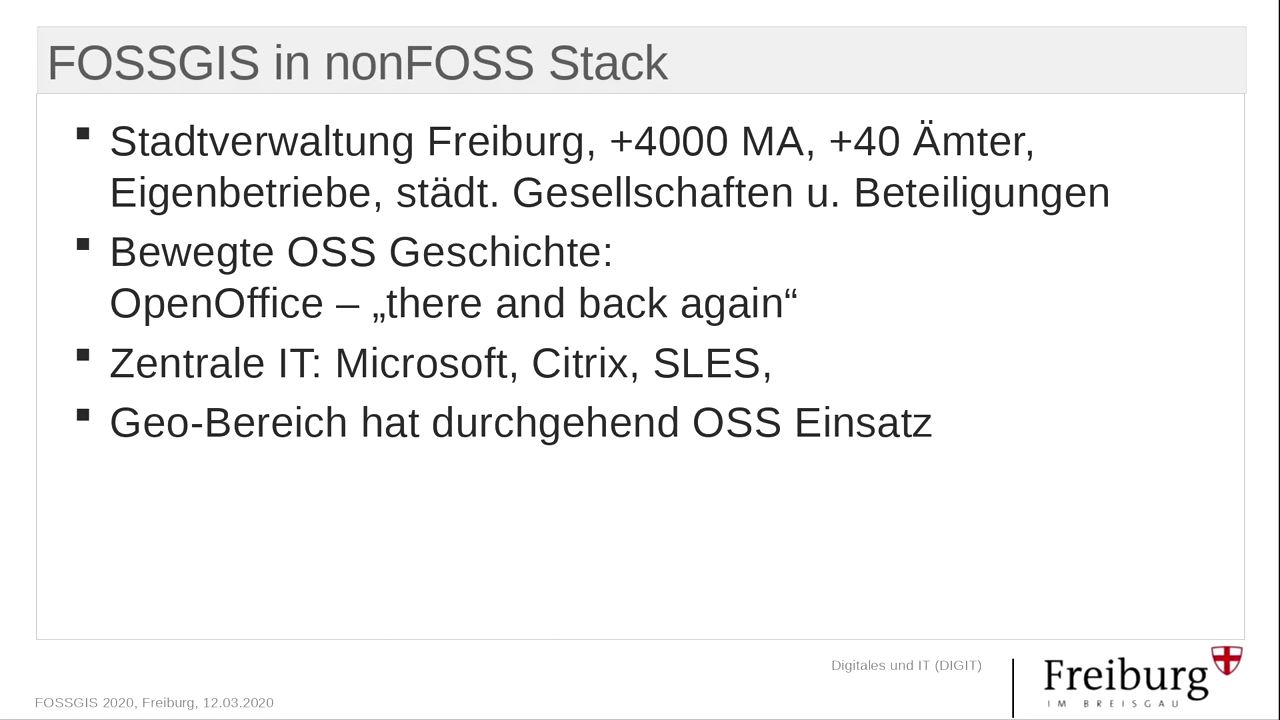 FOSSGIS in nonFOSS Stack
▪ Stadtverwaltung Freiburg, +4000 MA, +40 Ämter,
Eigenbetriebe, städt. Gesellschaften u. Beteiligungen
▪ Bewegte OSS Geschichte:
OpenOffice – „there and back again“
▪ Zentrale IT: Microsoft, Citrix, SLES,
▪ Geo-Bereich hat durchgehend OSS Einsatz
Digitales und IT (DIGIT)
Freiburg
IM BREISGAU
FOSSGIS 2020, Freiburg, 12.03.2020